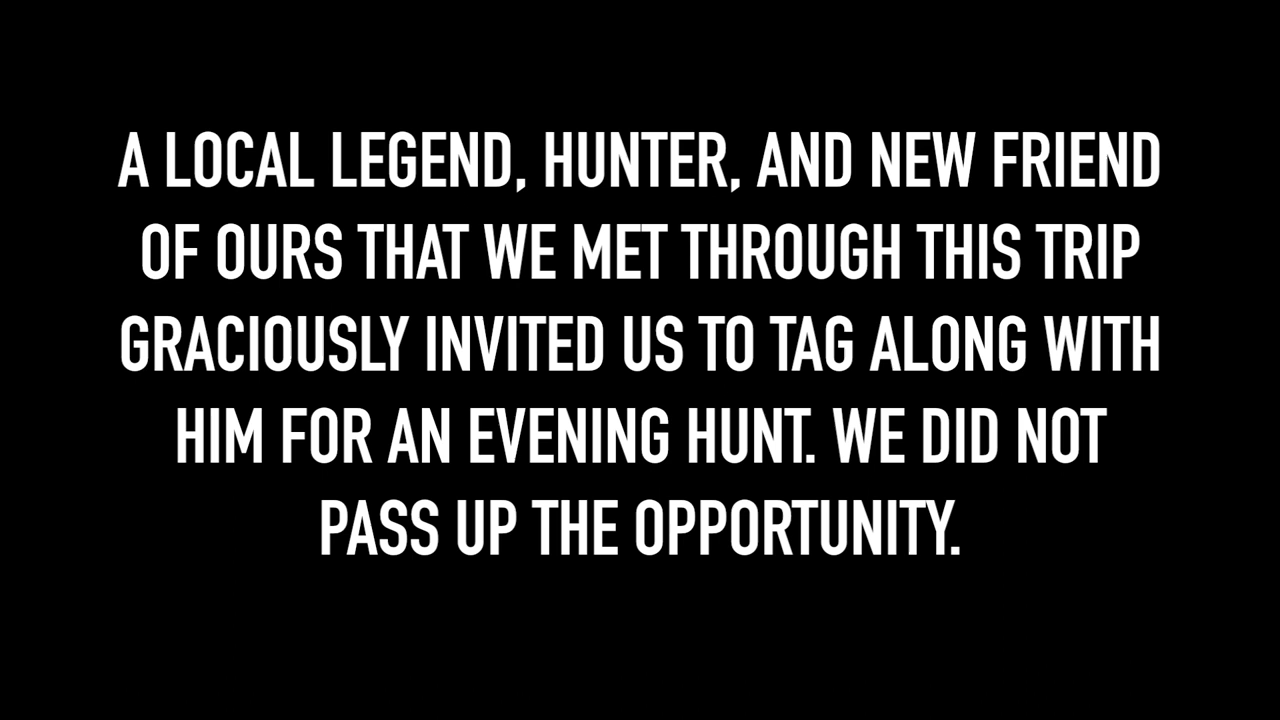 A LOCAL LEGEND, HUNTER, AND NEW FRIEND
OF OURS THAT WE MET THROUGH THIS TRIP
GRACIOUSLY INVITED US TO TAG ALONG WITH
HIM FOR AN EVENING HUNT. WE DID NOT
PASS UP THE OPPORTUNITY.